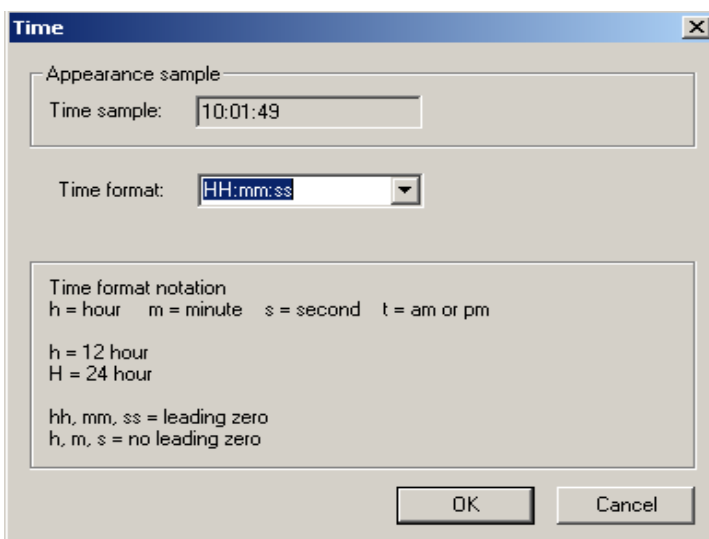 Time
Appearance sample
Time sample: 10:01:49
Time format: HH:mm:ss
Time format notation
h = hour m = minute s = second t = am or pm
h = 12 hour
H = 24 hour
hh, mm, ss = leading zero
h, m, s = no leading zero
OK Cancel